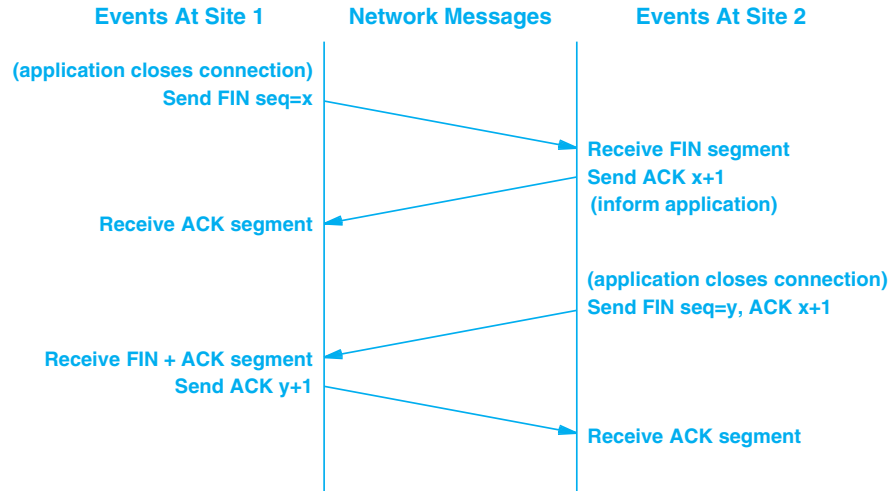 Events At Site 1
Network Messages
Events At Site 2
(application closes connection)
Send FIN seq=x
Receive FIN segment
Send ACK x+1
(inform application)
Receive ACK segment
(application closes connection)
Send FIN seq=y, ACK x+1
Receive FIN + ACK segment
Send ACK y+1
Receive ACK segment